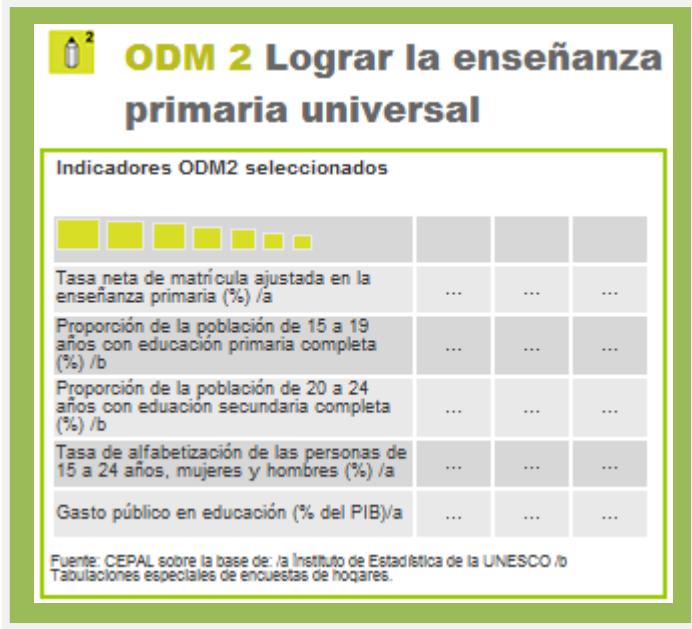 2
ODM 2 Lograr la enseñanza
primaria universal
Indicadores ODM2 seleccionados
Tasa neta de matrícula ajustada en la
enseñanza primaria (%) /a ... ... ...
Proporción de la población de 15 a 19
años con educación primaria completa
(%) /b ... ... ...
Proporción de la población de 20 a 24
años con eduación secundaria completa
(%) /b ... ... ...
Tasa de alfabetización de las personas de
15 a 24 años, mujeres y hombres (%) /a ... ... ...
Gasto público en educación (% del PIB)/a ... ... ...
Fuente: CEPAL sobre la base de: /a Instituto de Estadística de la UNESCO /b
Tabulaciones especiales de encuestas de hogares.